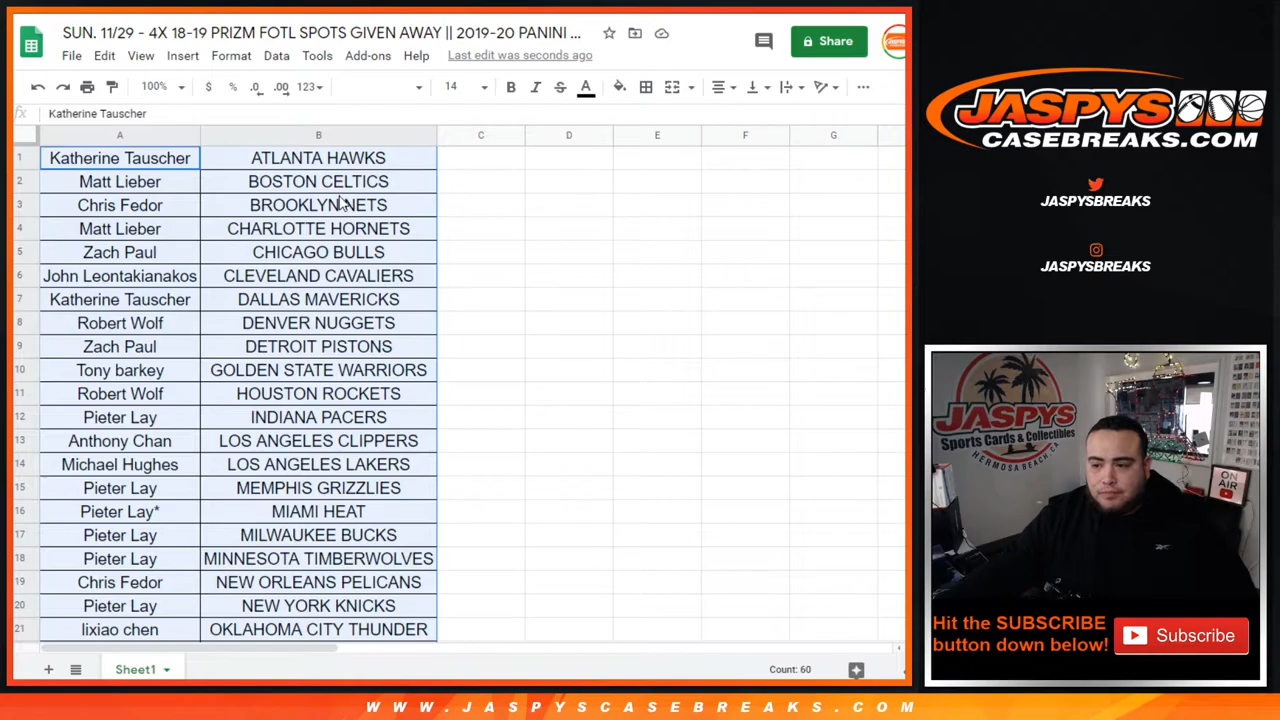 SUN. 11/29 - 4X 18-19 PRIZM FOTL SPOTS GIVEN AWAY || 2019-20 PANINI ...
File Edit View Insert Format Data Tools Add-ons Help Last edit was seconds ago
Share
100% $ % .0 .00 123 14 B I S A
fx Katherine Tauscher
A B C D E F G
1 Katherine Tauscher ATLANTA HAWKS
2 Matt Lieber BOSTON CELTICS
3 Chris Fedor BROOKLYN NETS
4 Matt Lieber CHARLOTTE HORNETS
5 Zach Paul CHICAGO BULLS
6 John Leontakianakos CLEVELAND CAVALIERS
7 Katherine Tauscher DALLAS MAVERICKS
8 Robert Wolf DENVER NUGGETS
9 Zach Paul DETROIT PISTONS
10 Tony barkey GOLDEN STATE WARRIORS
11 Robert Wolf HOUSTON ROCKETS
12 Pieter Lay INDIANA PACERS
13 Anthony Chan LOS ANGELES CLIPPERS
14 Michael Hughes LOS ANGELES LAKERS
15 Pieter Lay MEMPHIS GRIZZLIES
16 Pieter Lay* MIAMI HEAT
17 Pieter Lay MILWAUKEE BUCKS
18 Pieter Lay MINNESOTA TIMBERWOLVES
19 Chris Fedor NEW ORLEANS PELICANS
20 Pieter Lay NEW YORK KNICKS
21 lixiao chen OKLAHOMA CITY THUNDER
Sheet1
Count: 60
JASPYS
CASEBREAKS.COM
JASPYSBREAKS
JASPYSBREAKS
JASPYS
Sports Cards & Collectibles
HERMOSA BEACH, CA
ON AIR
Hit the SUBSCRIBE
button down below!
Subscribe
WWW.JASPYSCASEBREAKS.COM